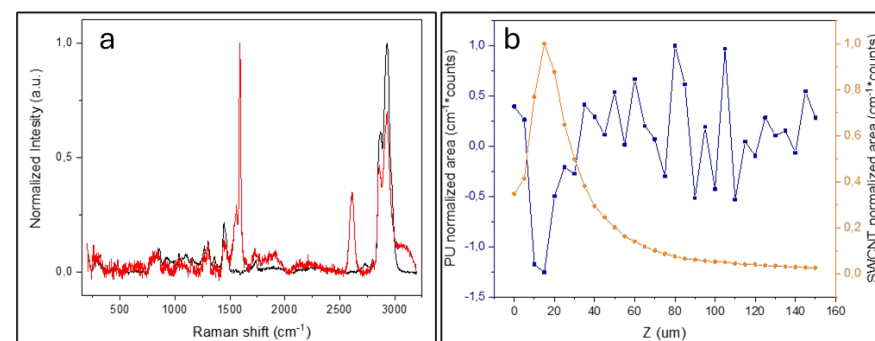 a
Normalized Intesity (a.u.)
1,0
0,5
0,0
500 1000 1500 2000 2500 3000
Raman shift (cm-1)
b
PU normalized area (cm-1*counts)
1,5
1,0
0,5
0,0
-0,5
-1,0
-1,5
0 20 40 60 80 100 120 140 160
Z (um)
1,0
0,8
0,6
0,4
0,2
0,0
SWCNT normalized area (cm-1*counts)